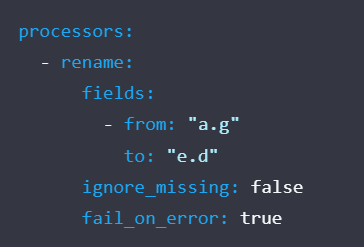 processors:
  - rename:
      fields:
        - from: "a.g"
          to: "e.d"
      ignore_missing: false
      fail_on_error: true